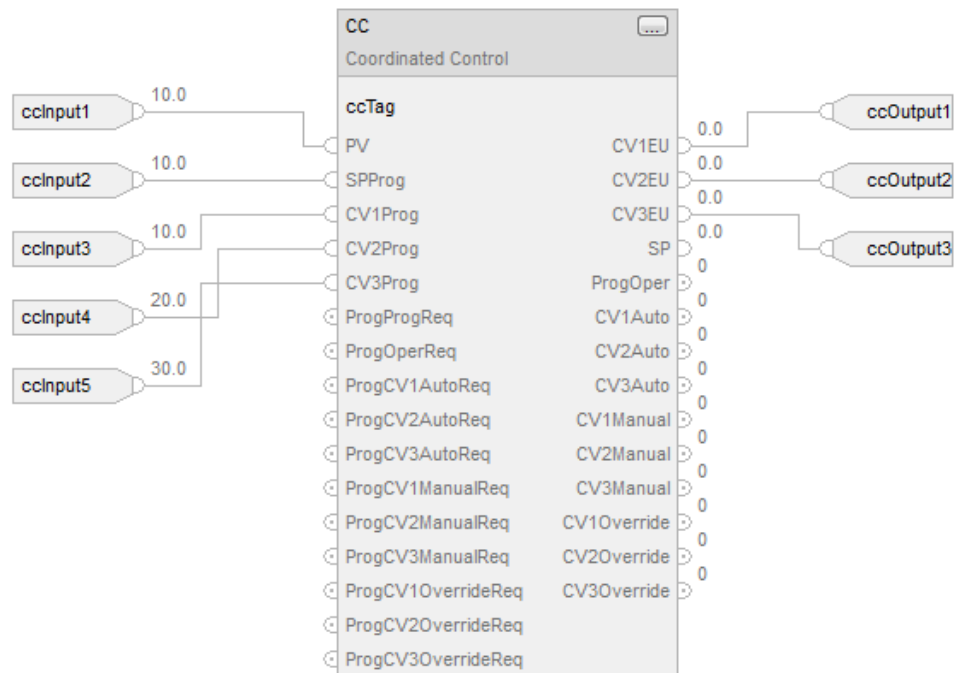 CC
...
Coordinated Control
ccTag
ccInput1 10.0
ccInput2 10.0
ccInput3 10.0
ccInput4 20.0
ccInput5 30.0
PV CV1EU 0.0
SPProg CV2EU 0.0
CV1Prog CV3EU 0.0
CV2Prog SP 0.0
CV3Prog ProgOper 0
ProgProgReq CV1Auto 0
ProgOperReq CV2Auto 0
ProgCV1AutoReq CV3Auto 0
ProgCV2AutoReq CV1Manual 0
ProgCV3AutoReq CV2Manual 0
ProgCV1ManualReq CV3Manual 0
ProgCV2ManualReq CV1Override 0
ProgCV3ManualReq CV2Override 0
ProgCV1OverrideReq CV3Override 0
ProgCV2OverrideReq
ProgCV3OverrideReq
ccOutput1
ccOutput2
ccOutput3